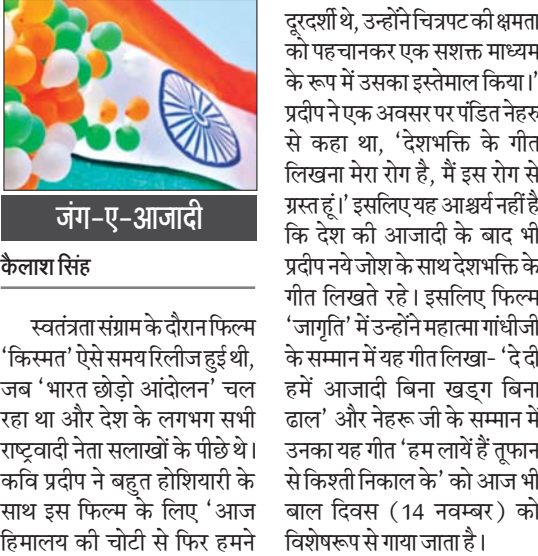 जंग-ए-आजादी
कैलाश सिंह
स्वतंत्रता संग्राम के दौरान फिल्म
‘किस्मत’ ऐसे समय रिलीज हुई थी,
जब ‘भारत छोड़ो आंदोलन’ चल
रहा था और देश के लगभग सभी
राष्ट्रवादी नेता सलाखों के पीछे थे।
कवि प्रदीप ने बहुत होशियारी के
साथ इस फिल्म के लिए ‘आज
हिमालय की चोटी से फिर हमने
दूरदर्शी थे, उन्होंने चित्रपट की क्षमता
को पहचानकर एक सशक्त माध्यम
के रूप में उसका इस्तेमाल किया।’
प्रदीप ने एक अवसर पर पंडित नेहरु
से कहा था, ‘देशभक्ति के गीत
लिखना मेरा रोग है, मैं इस रोग से
ग्रस्त हूं।’ इसलिए यह आश्चर्य नहीं है
कि देश की आजादी के बाद भी
प्रदीप नये जोश के साथ देशभक्ति के
गीत लिखते रहे। इसलिए फिल्म
‘जागृति’ में उन्होंने महात्मा गांधीजी
के सम्मान में यह गीत लिखा- ‘दे दी
हमें आजादी बिना खड्ग बिना
ढाल’ और नेहरू जी के सम्मान में
उनका यह गीत ‘हम लायें हैं तूफान
से किश्ती निकाल के’ को आज भी
बाल दिवस (14 नवम्बर) को
विशेषरूप से गाया जाता है।